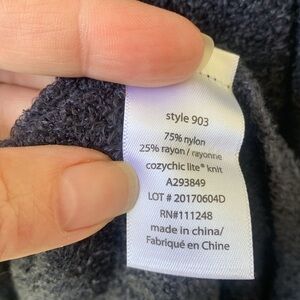 style 903
75% nylon
25% rayon / rayonne
cozychic lite® knit
A293849
LOT # 20170604D
RN#111248
made in china/
Fabriqué en Chine